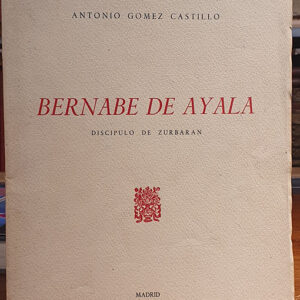 ANTONIO GOMEZ CASTILLO
BERNABE DE AYALA
DISCIPULO DE ZURBARAN
MADRID